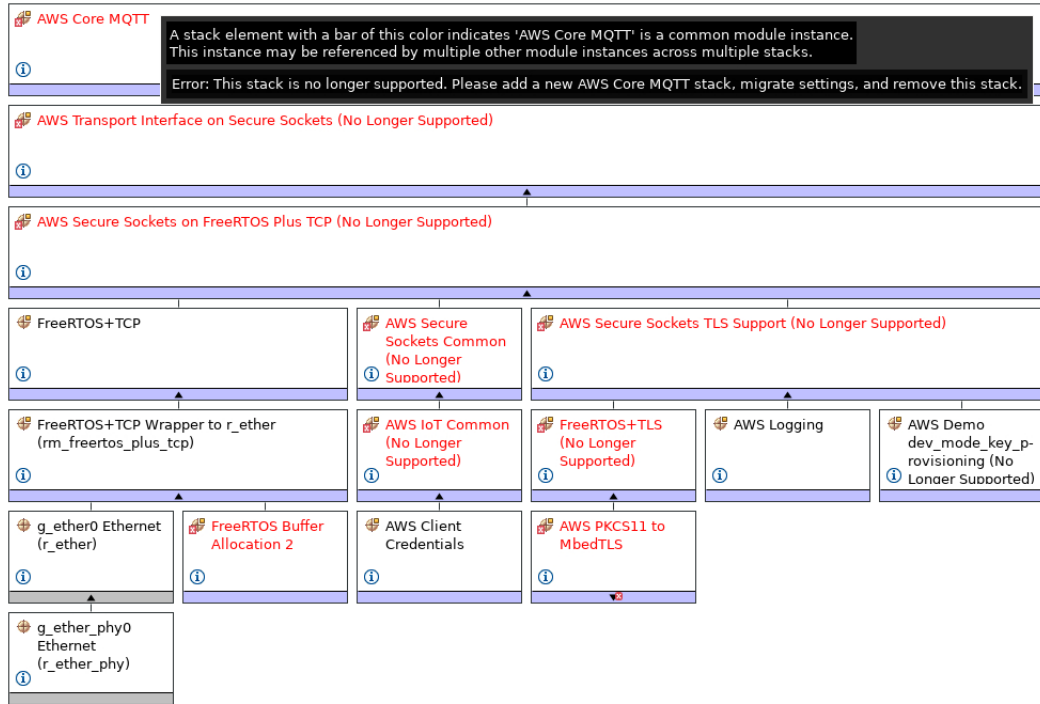 AWS Core MQTT
A stack element with a bar of this color indicates 'AWS Core MQTT' is a common module instance.
This instance may be referenced by multiple other module instances across multiple stacks.
Error: This stack is no longer supported. Please add a new AWS Core MQTT stack, migrate settings, and remove this stack.
AWS Transport Interface on Secure Sockets (No Longer Supported)
AWS Secure Sockets on FreeRTOS Plus TCP (No Longer Supported)
FreeRTOS+TCP
AWS Secure
Sockets Common
(No Longer
Supported)
AWS Secure Sockets TLS Support (No Longer Supported)
FreeRTOS+TCP Wrapper to r_ether
(rm_freertos_plus_tcp)
AWS IoT Common
(No Longer
Supported)
FreeRTOS+TLS
(No Longer
Supported)
AWS Logging
AWS Demo
dev_mode_key_p-
rovisioning (No
Longer Supported)
g_ether0 Ethernet
(r_ether)
FreeRTOS Buffer
Allocation 2
AWS Client
Credentials
AWS PKCS11 to
MbedTLS
g_ether_phy0
Ethernet
(r_ether_phy)